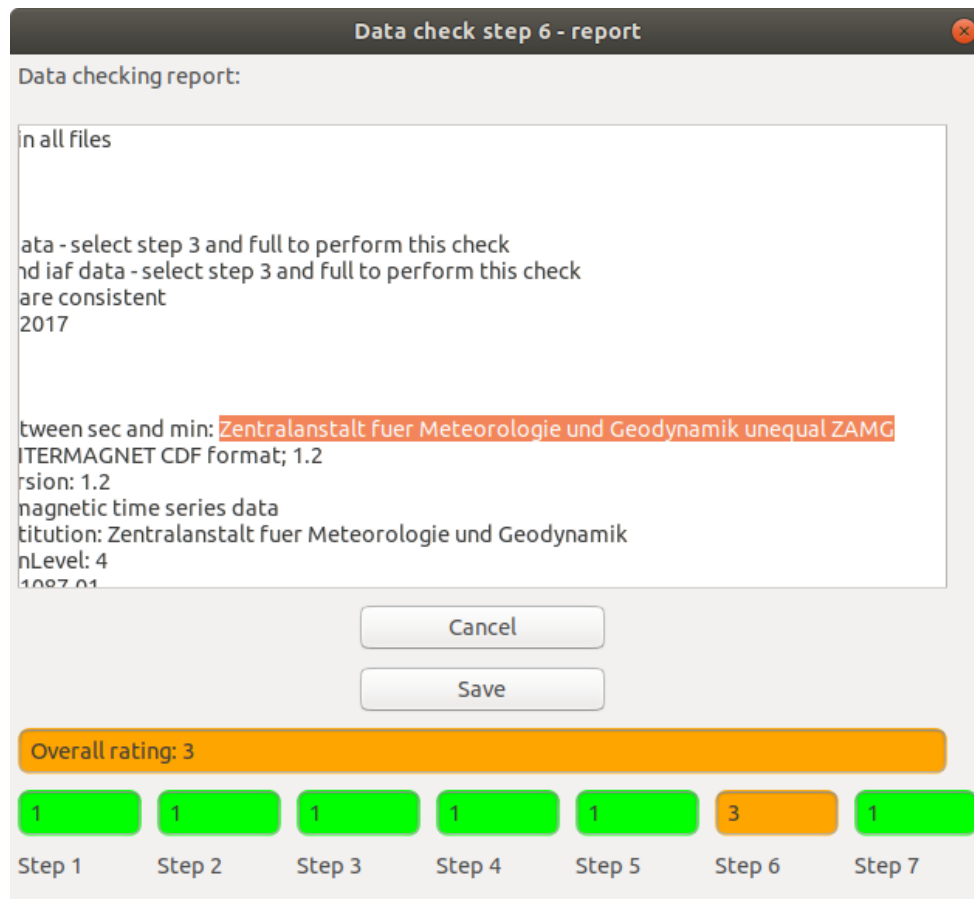 Data check step 6 - report
Data checking report:
in all files
ata - select step 3 and full to perform this check
nd iaf data - select step 3 and full to perform this check
are consistent
2017
tween sec and min: Zentralanstalt fuer Meteorologie und Geodynamik unequal ZAMG
ITERMAGNET CDF format; 1.2
rsion: 1.2
magnetic time series data
titution: Zentralanstalt fuer Meteorologie und Geodynamik
nLevel: 4
1087 01
Cancel
Save
Overall rating: 3
1 1 1 1 1 3 1
Step 1 Step 2 Step 3 Step 4 Step 5 Step 6 Step 7